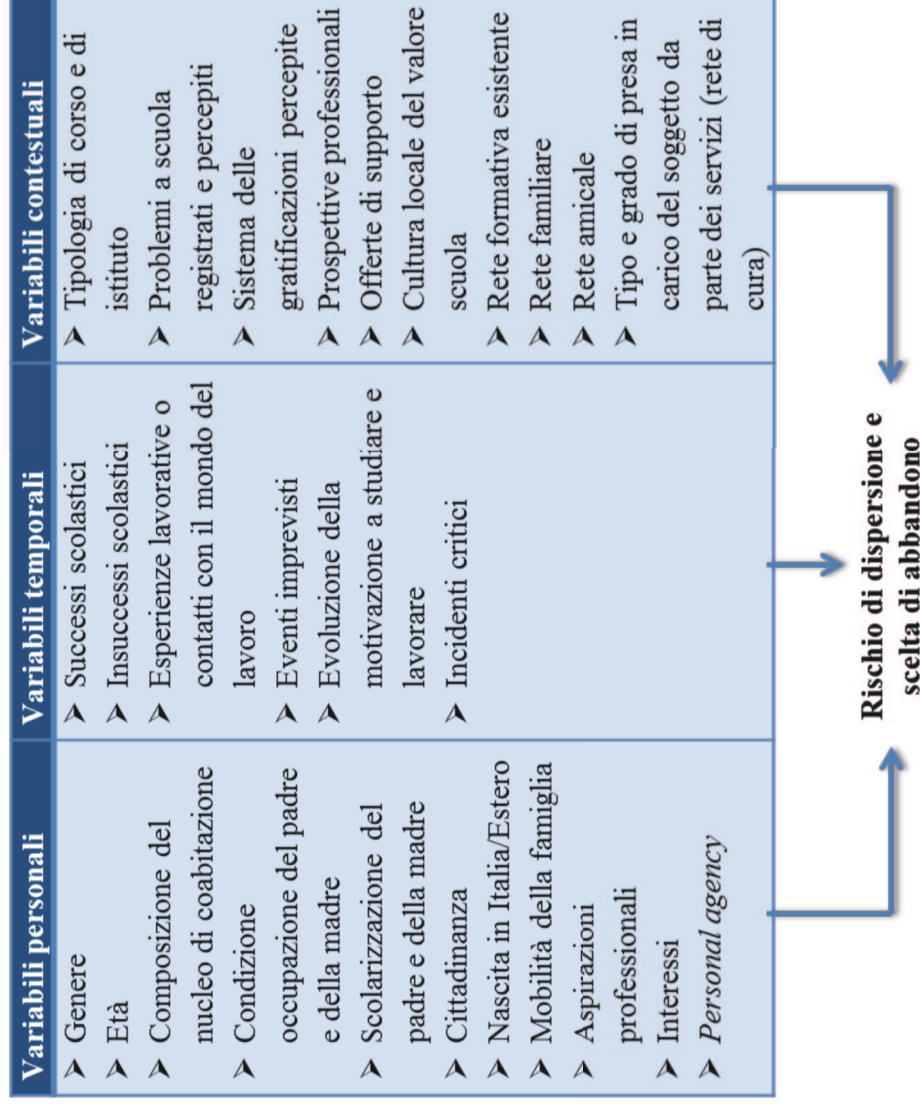 Variabili personali
Genere
Età
Composizione del
nucleo di coabitazione
Condizione
occupazione del padre
e della madre
Scolarizzazione del
padre e della madre
Cittadinanza
Nascita in Italia/Estero
Mobilità della famiglia
Aspirazioni
professionali
Interessi
Personal agency
Variabili temporali
Successi scolastici
Insuccessi scolastici
Esperienze lavorative o
contatti con il mondo del
lavoro
Eventi imprevisti
Evoluzione della
motivazione a studiare e
lavorare
Incidenti critici
Variabili contestuali
Tipologia di corso e di
istituto
Problemi a scuola
registrati e percepiti
Sistema delle
gratificazioni percepite
Prospettive professionali
Offerte di supporto
Cultura locale del valore
scuola
Rete formativa esistente
Rete familiare
Rete amicale
Tipo e grado di presa in
carico del soggetto da
parte dei servizi (rete di
cura)
Rischio di dispersione e
scelta di abbandono